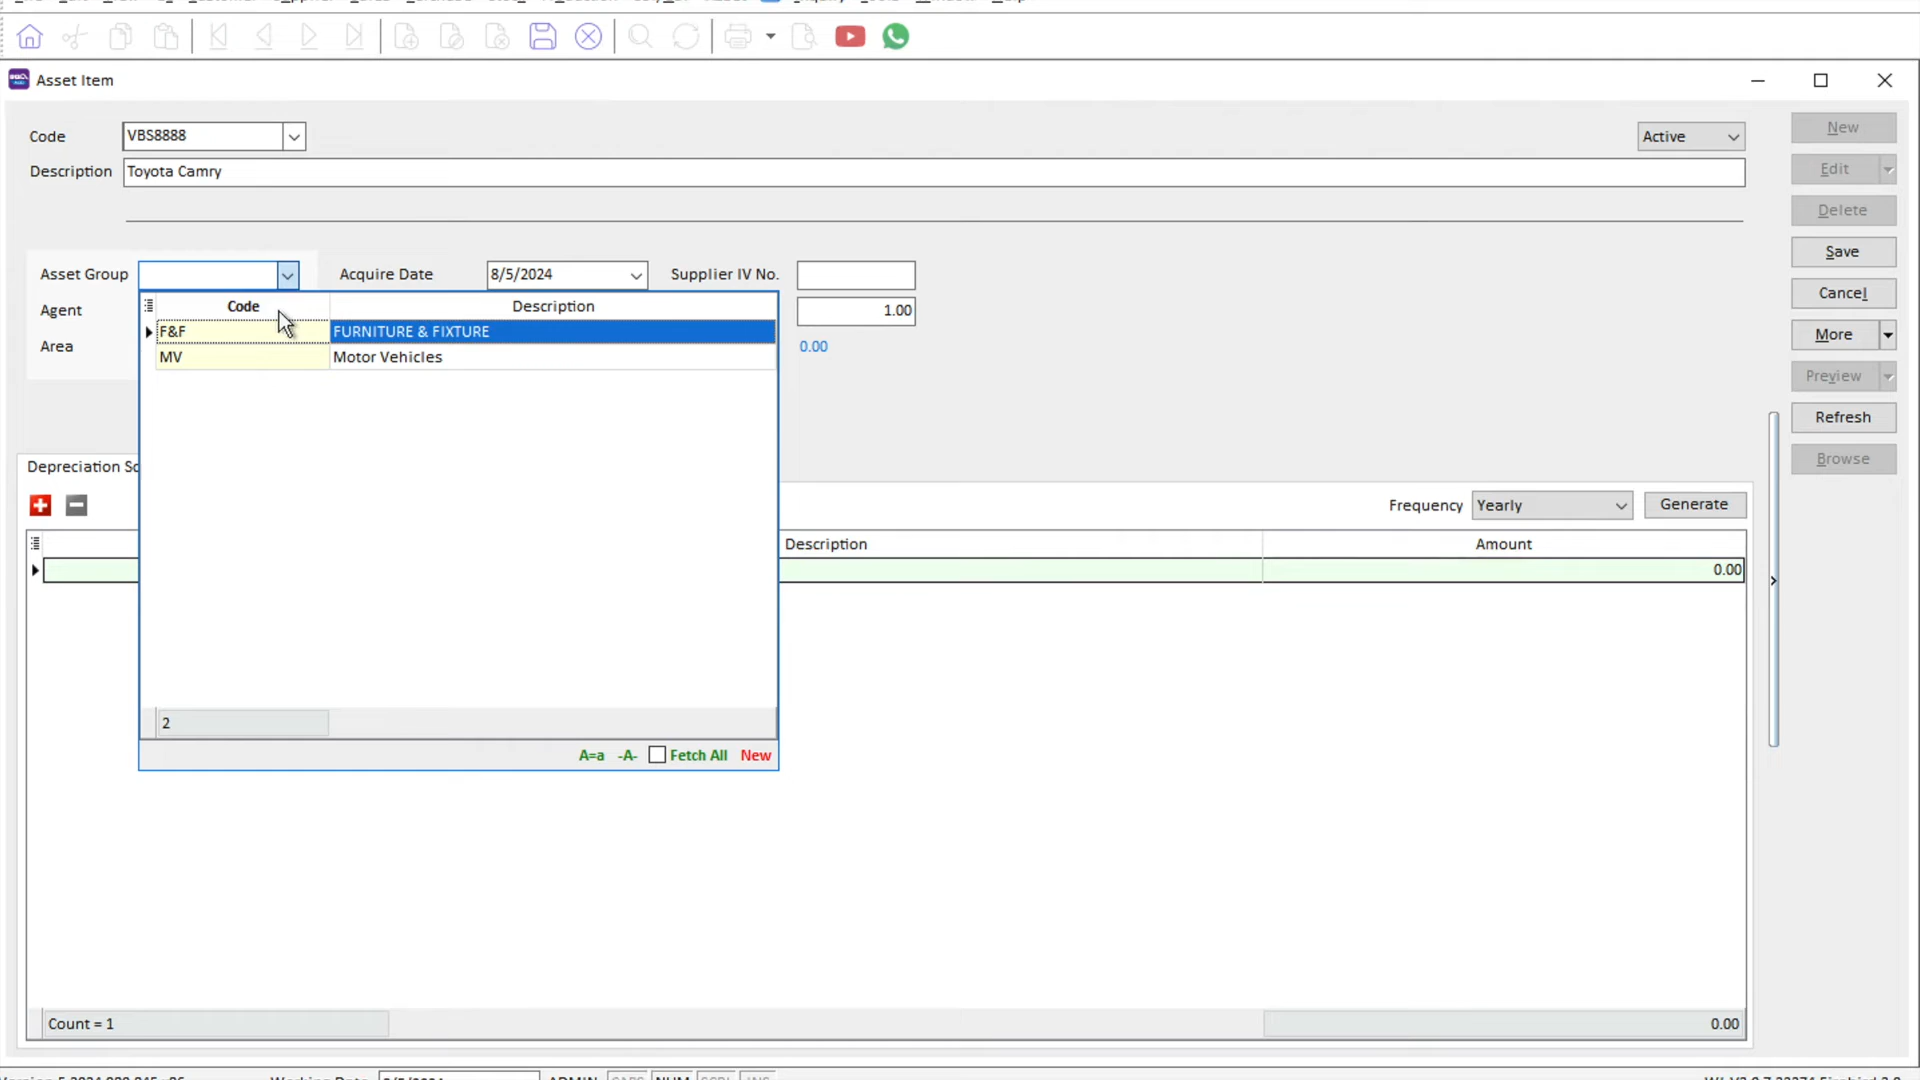 Asset Item
Code VBS8888 Active
Description Toyota Camry
Asset Group Acquire Date 8/5/2024 Supplier IV No.
Agent 1.00
Area 0.00
Code Description
F&F FURNITURE & FIXTURE
MV Motor Vehicles
2
A=a -A- Fetch All New
Depreciation Sc
Frequency Yearly Generate
Description Amount
0.00
Count = 1 0.00
New
Edit
Delete
Save
Cancel
More
Preview
Refresh
Browse
ADMIN